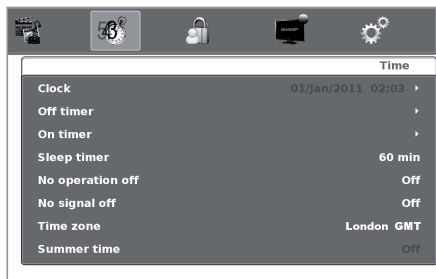 SHARP
Time
Clock 01/Jan/2011 02:03
Off timer
On timer
Sleep timer 60 min
No operation off Off
No signal off Off
Time zone London GMT
Summer time Off